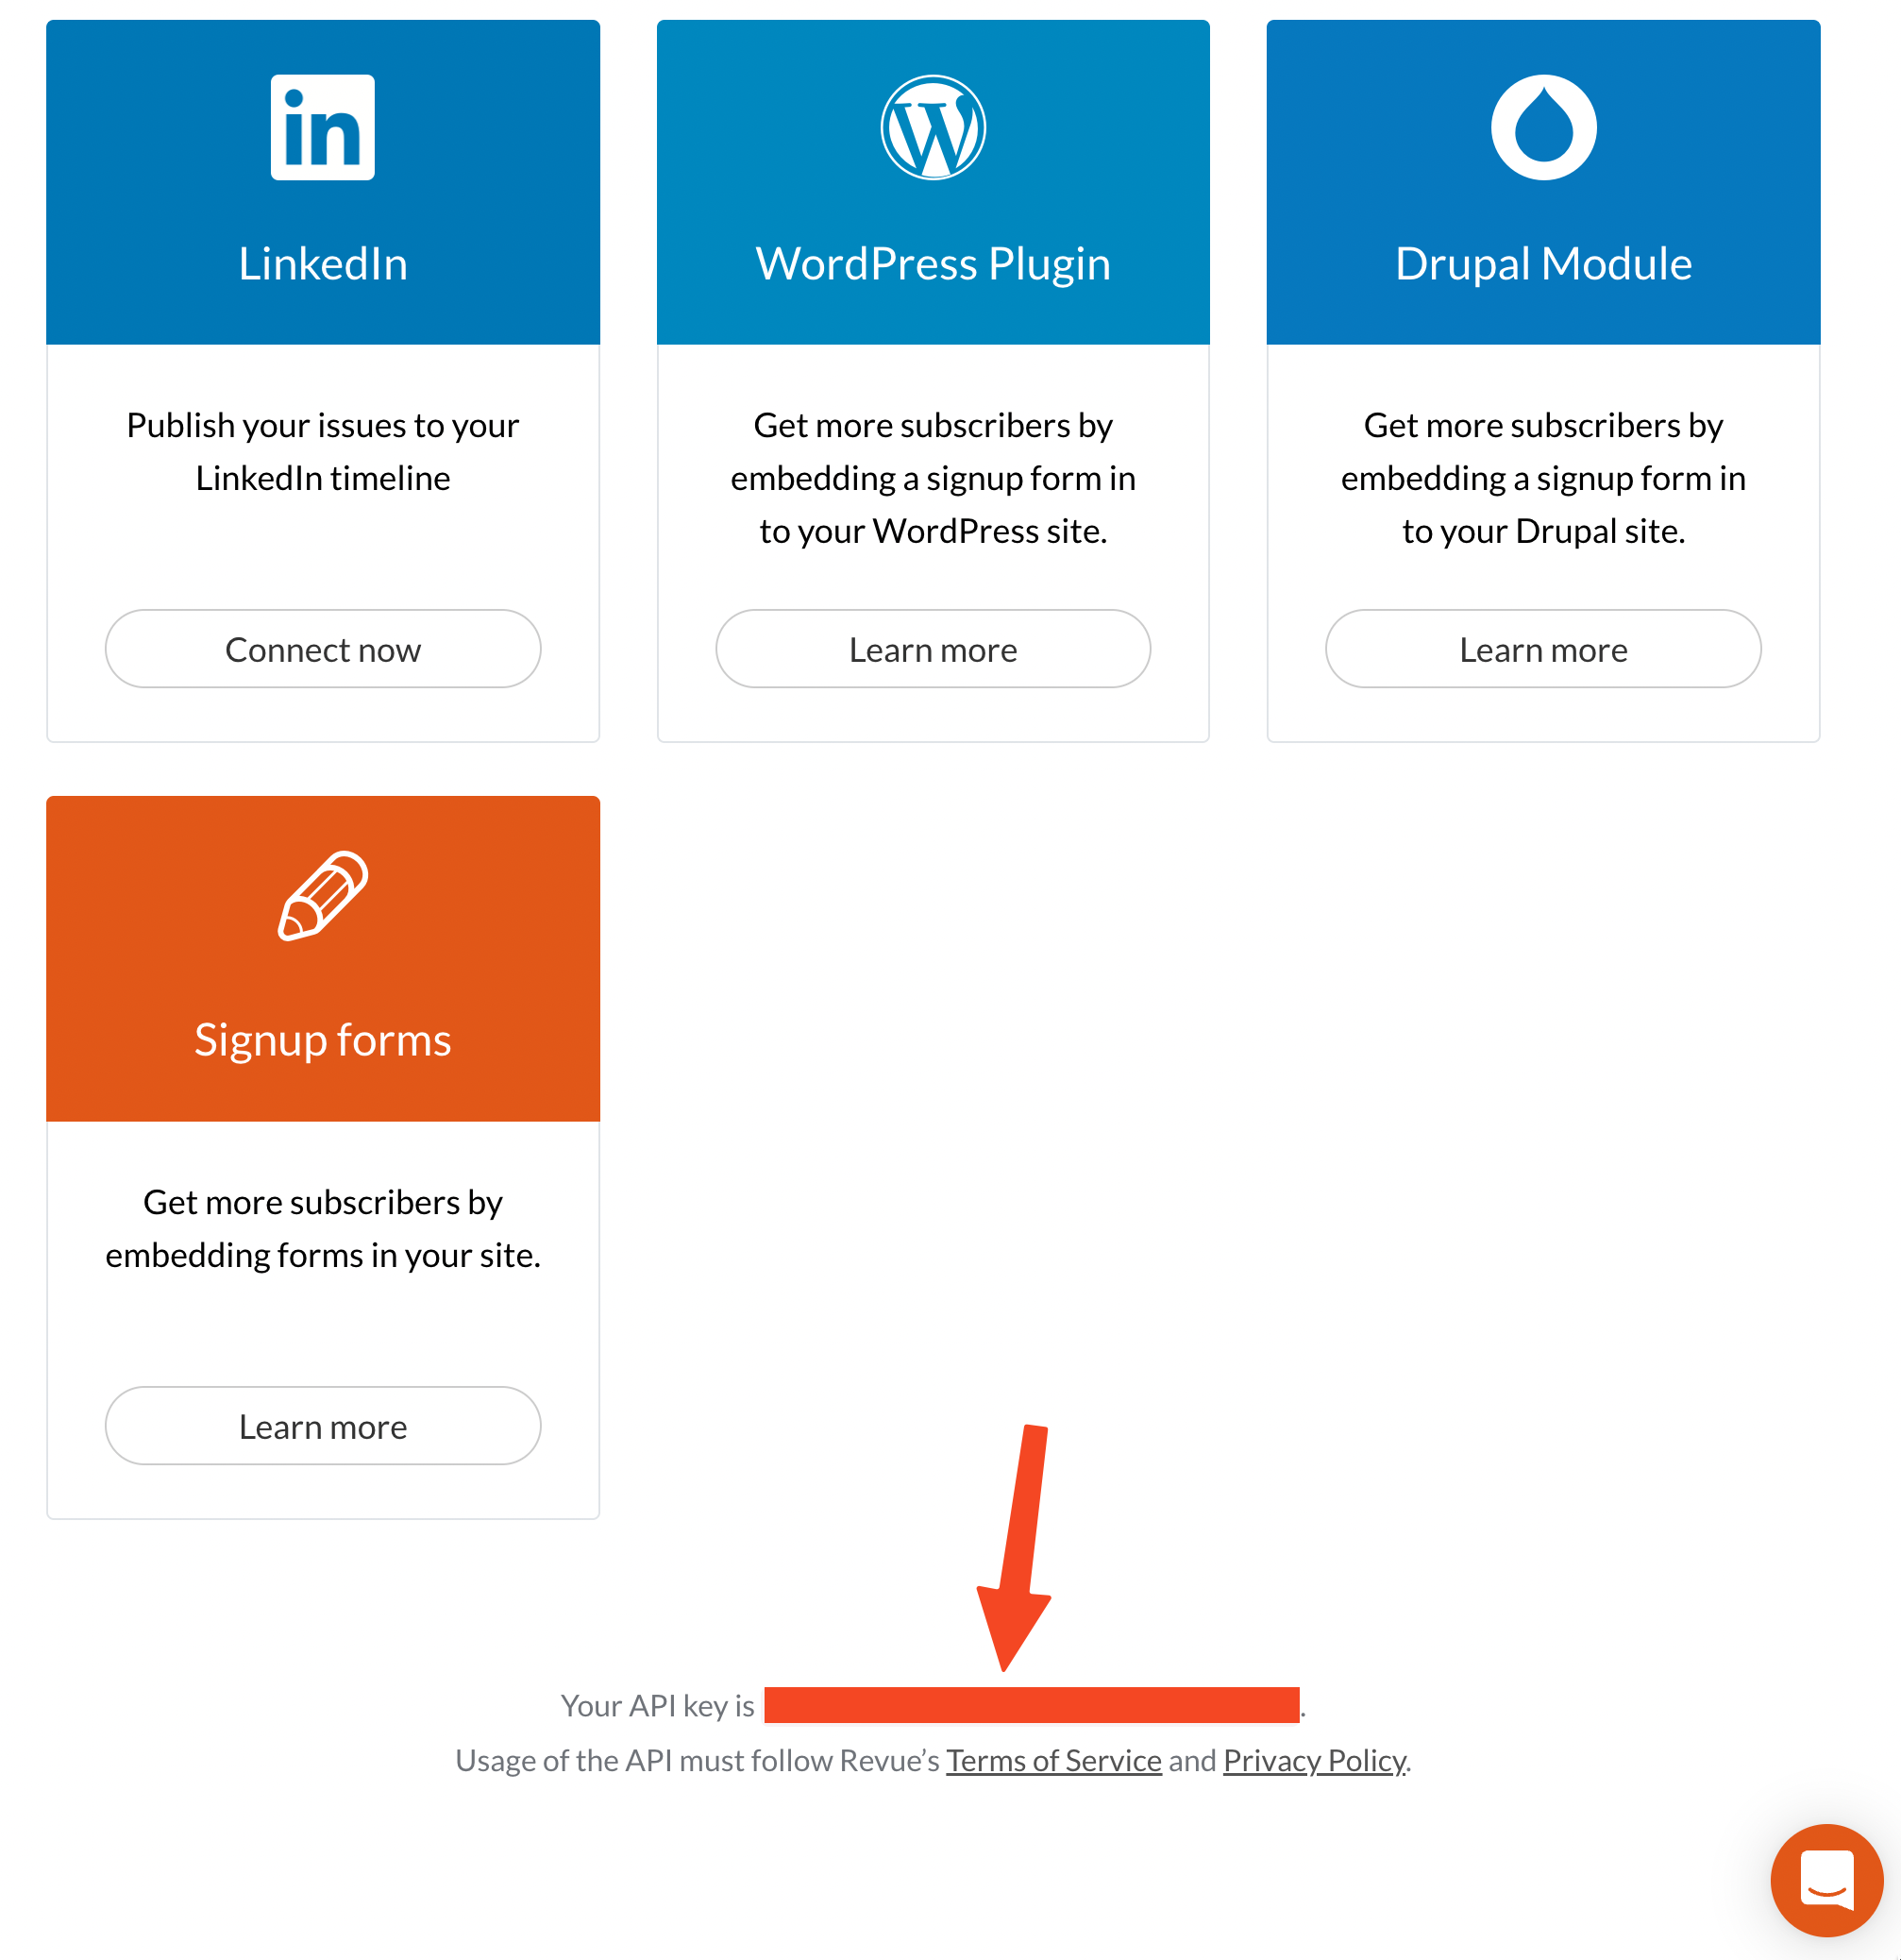 in
LinkedIn
Publish your issues to your
LinkedIn timeline
Connect now
W
WordPress Plugin
Get more subscribers by
embedding a signup form in
to your WordPress site.
Learn more
Drupal Module
Get more subscribers by
embedding a signup form in
to your Drupal site.
Learn more
Signup forms
Get more subscribers by
embedding forms in your site.
Learn more
Your API key is .
Usage of the API must follow Revue’s Terms of Service and Privacy Policy.